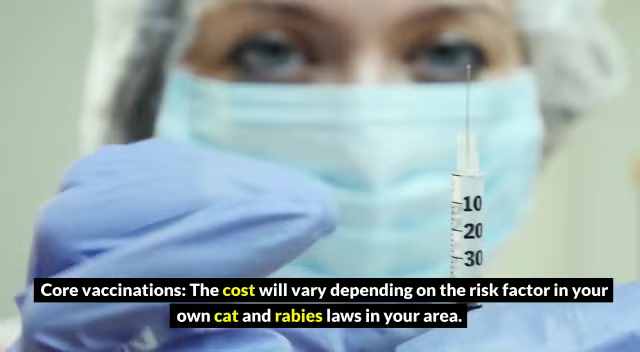 10
20
30
Core vaccinations: The cost will vary depending on the risk factor in your
own cat and rabies laws in your area.